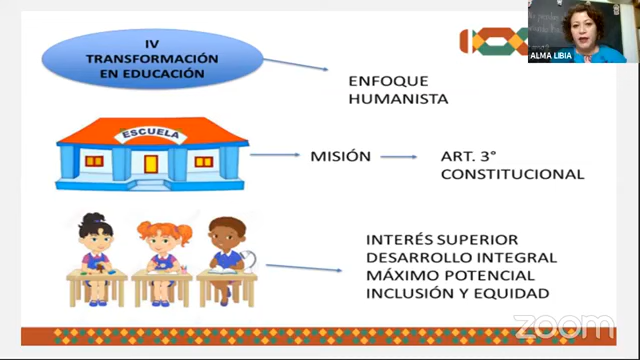 IV
TRANSFORMACIÓN
EN EDUCACIÓN
ENFOQUE
HUMANISTA
ALMA LIBIA
ESCUELA
MISIÓN
ART. 3°
CONSTITUCIONAL
INTERÉS SUPERIOR
DESARROLLO INTEGRAL
MÁXIMO POTENCIAL
INCLUSIÓN Y EQUIDAD
zoom